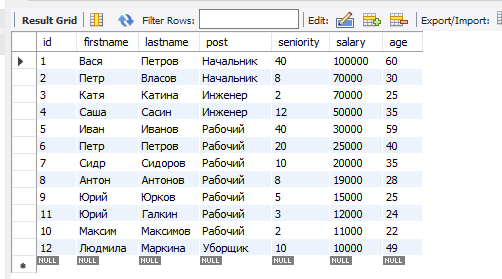 Result Grid Filter Rows: Edit: Export/Import:
id firstname lastname post seniority salary age
1 Вася Петров Начальник 40 100000 60
2 Петр Власов Начальник 8 70000 30
3 Катя Катина Инженер 2 70000 25
4 Саша Сасин Инженер 12 50000 35
5 Иван Иванов Рабочий 40 30000 59
6 Петр Петров Рабочий 20 25000 40
7 Сидр Сидоров Рабочий 10 20000 35
8 Антон Антонов Рабочий 8 19000 28
9 Юрий Юрков Рабочий 5 15000 25
11 Юрий Галкин Рабочий 3 12000 24
10 Максим Максимов Рабочий 2 11000 22
12 Людмила Маркина Уборщик 10 10000 49
NULL NULL NULL NULL NULL NULL NULL